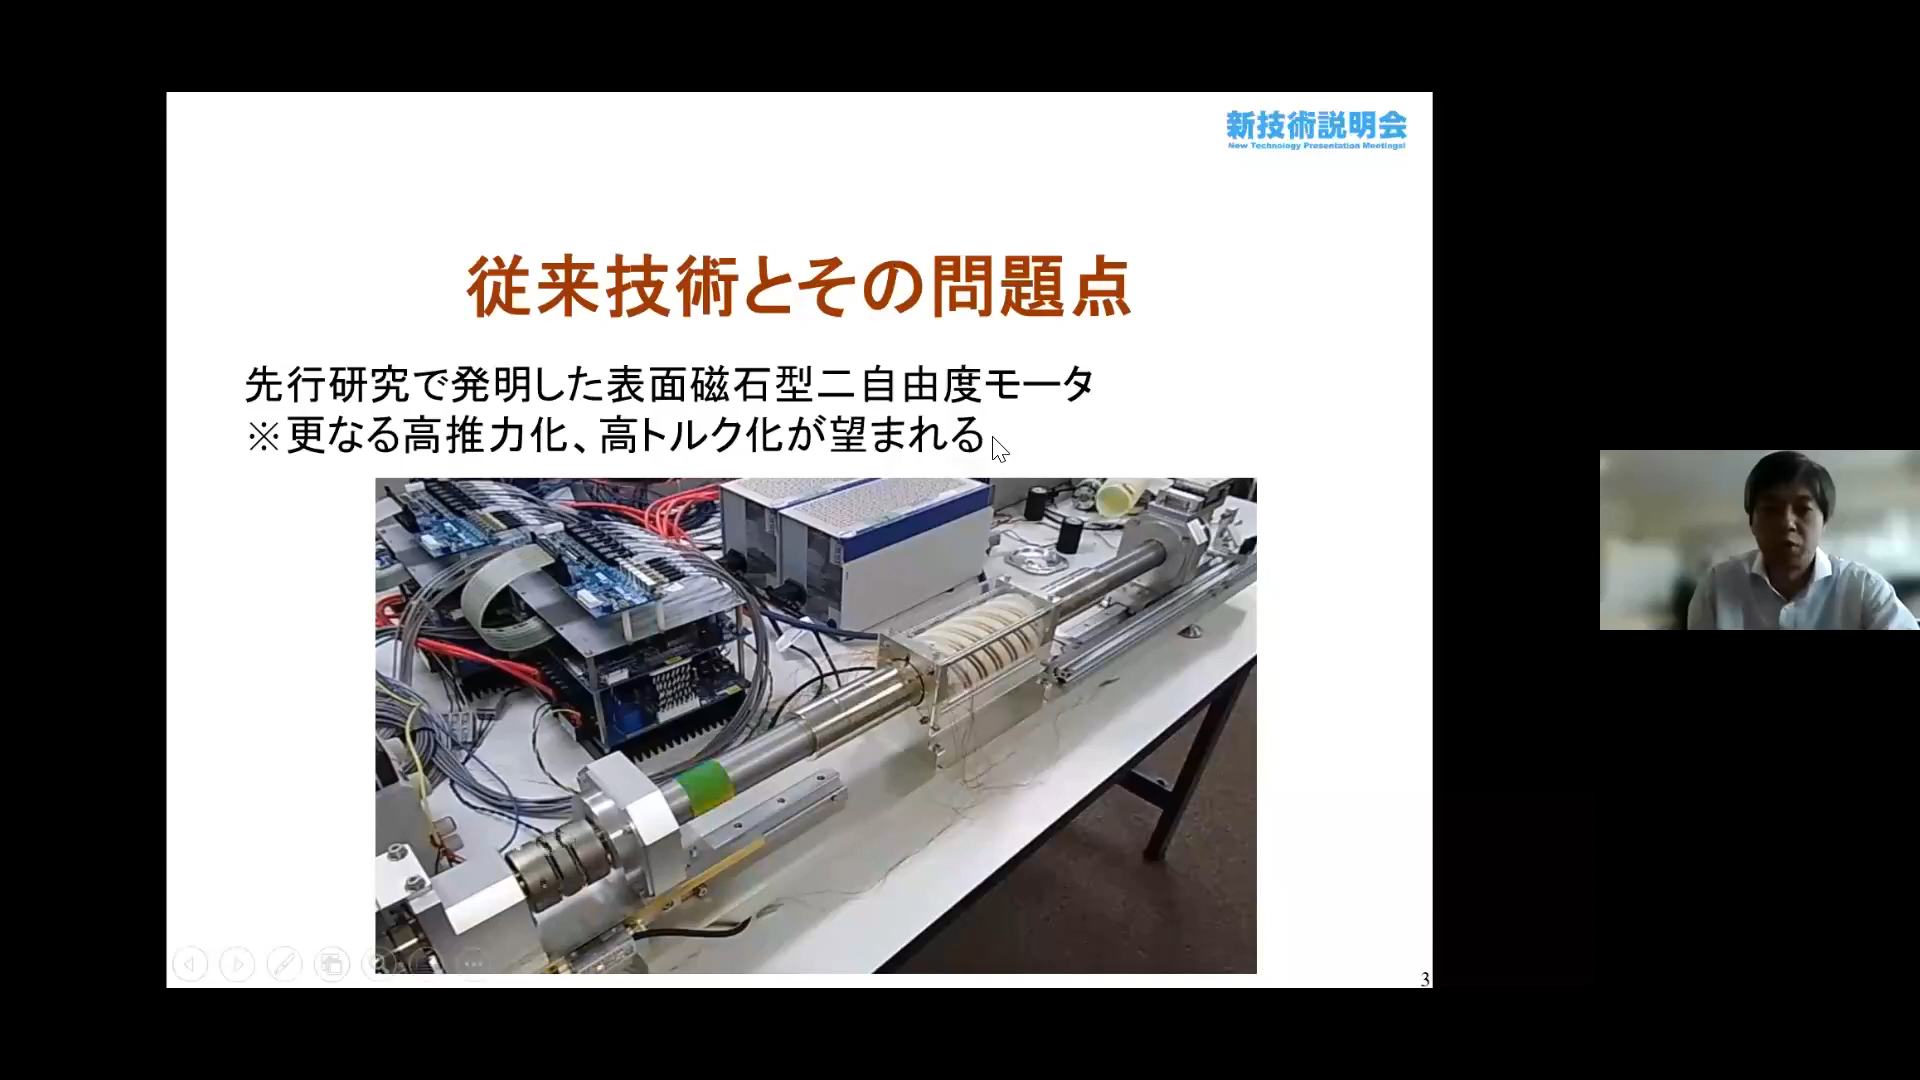 新技術説明会
New Technology Presentation Meetings!
従来技術とその問題点
先行研究で発明した表面磁石型二自由度モータ
※更なる高推力化、高トルク化が望まれる
3